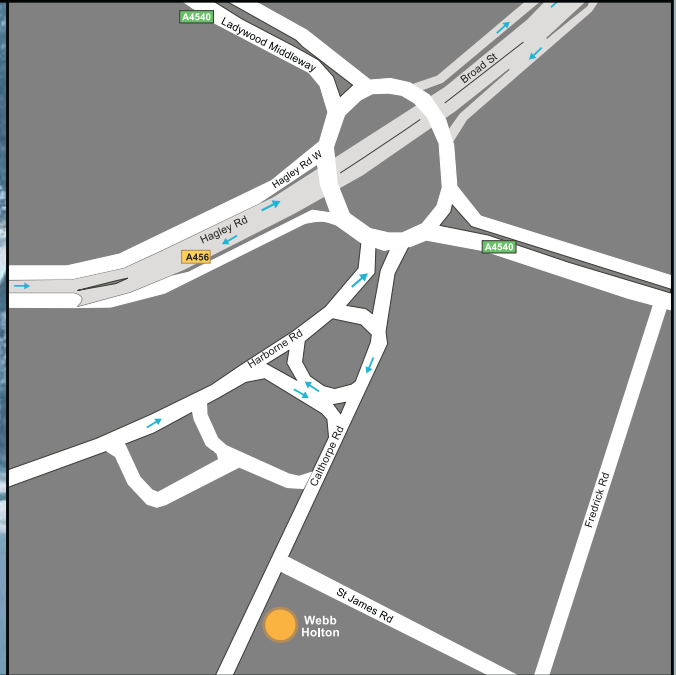 A4540
Ladywood Middleway
Broad St
Hagley Rd W
Hagley Rd
A456
A4540
Harborne Rd
Calthorpe Rd
Fredrick Rd
St James Rd
Webb
Holton